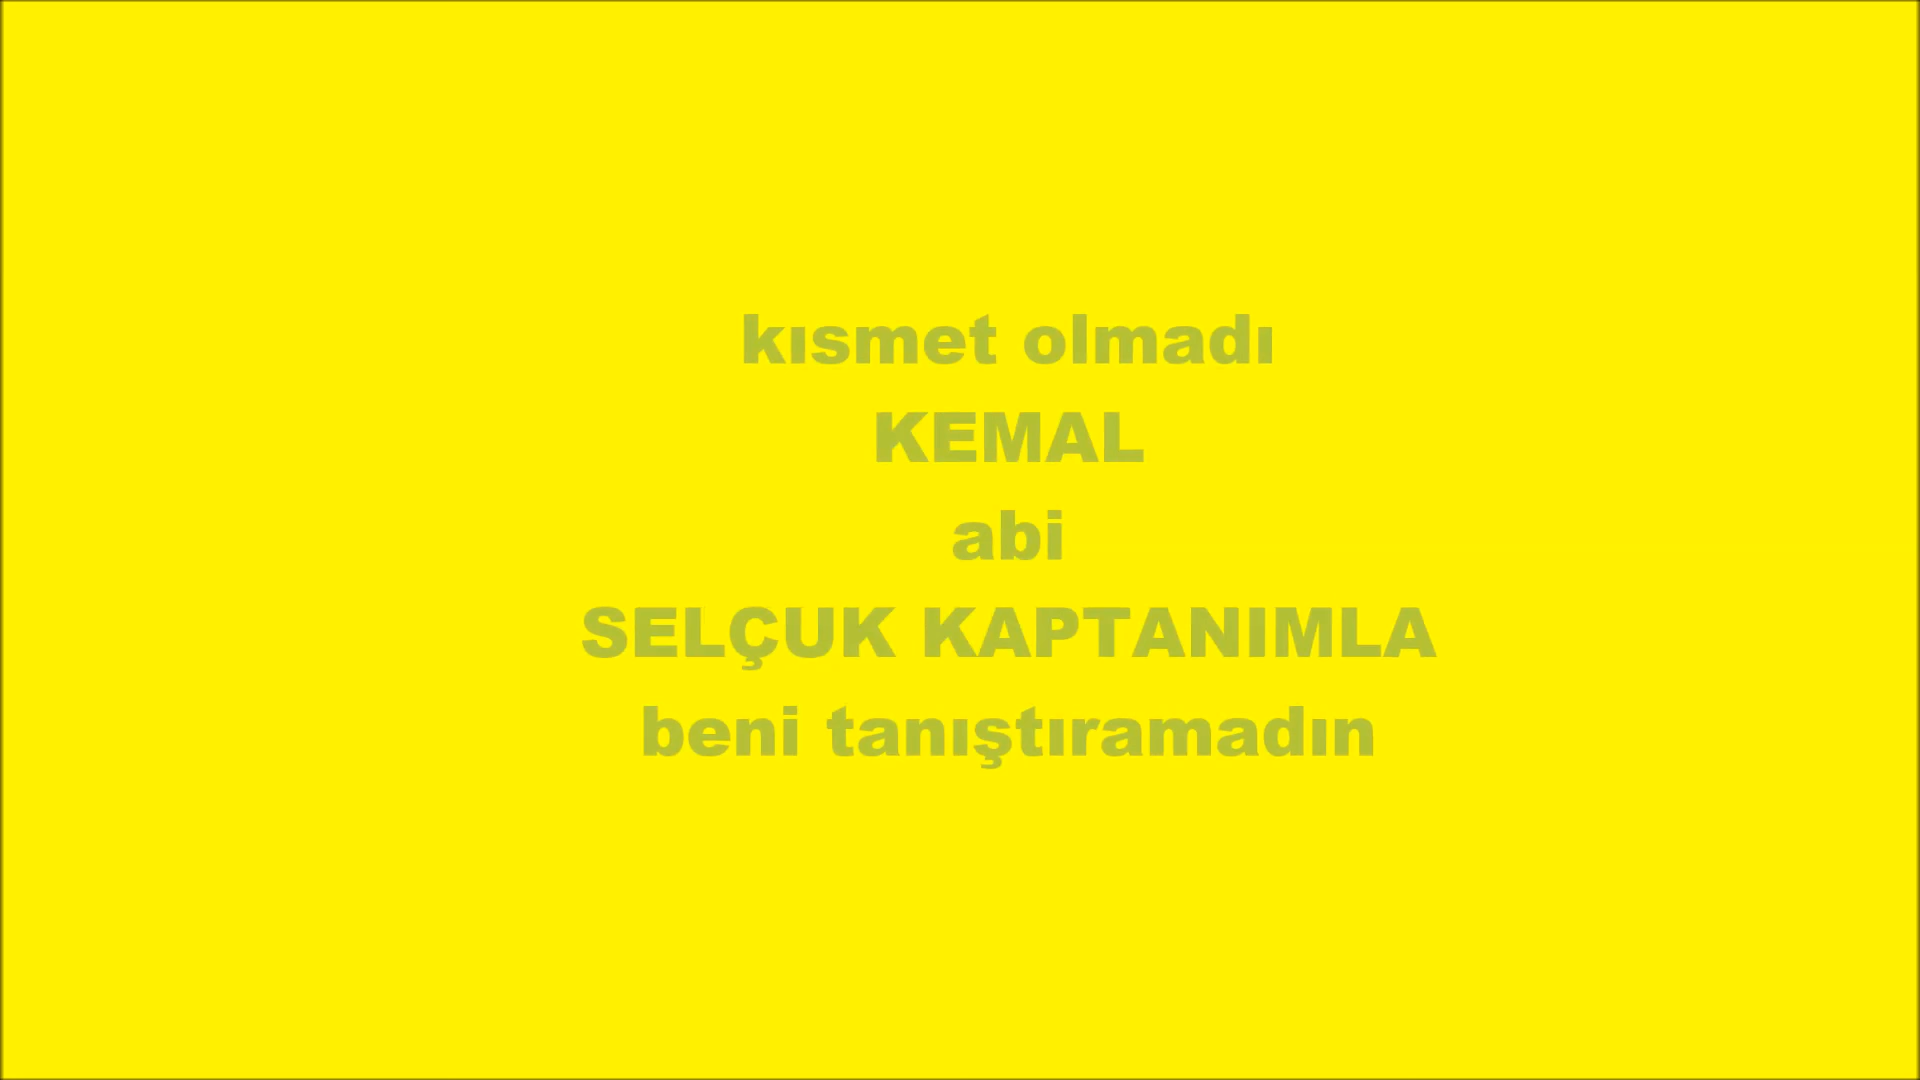 kısmet olmadı
KEMAL
abi
SELÇUK KAPTANIMLA
beni tanıştıramadın